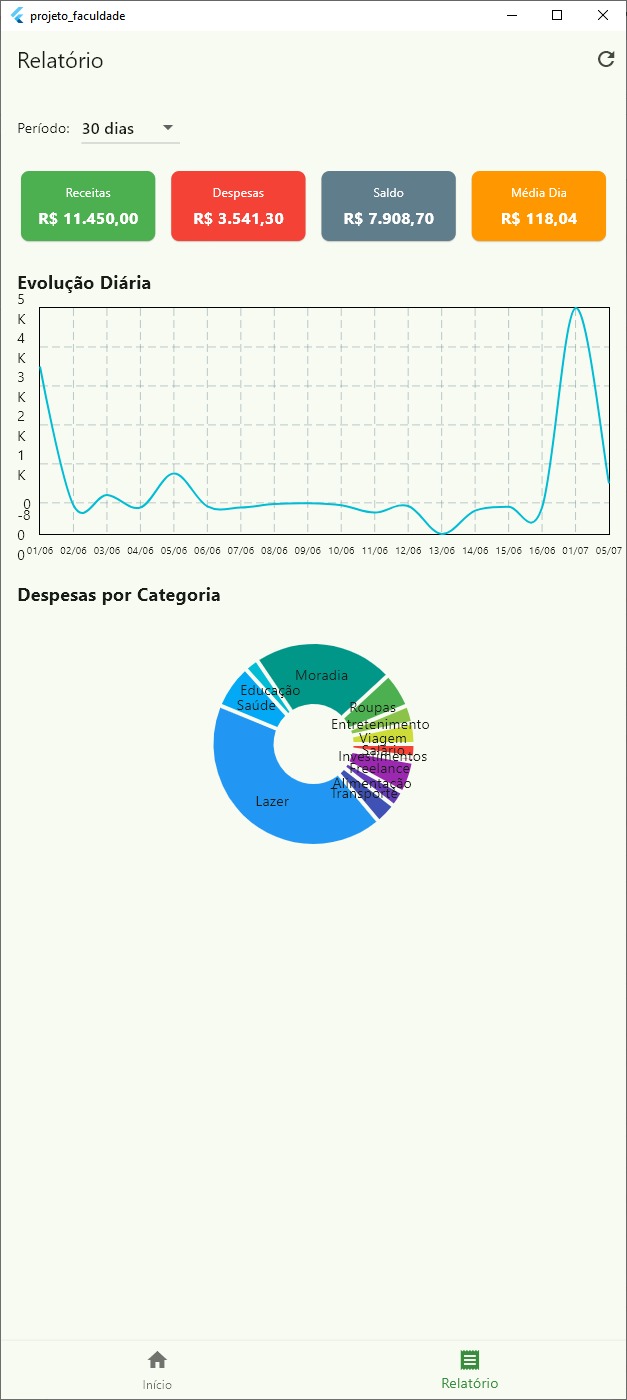 projeto_faculdade
Relatório
Período: 30 dias
Receitas
R$ 11.450,00
Despesas
R$ 3.541,30
Saldo
R$ 7.908,70
Média Dia
R$ 118,04
Evolução Diária
5
K
4
K
3
K
2
K
1
K
0
-8
0
0
01/06 02/06 03/06 04/06 05/06 06/06 07/06 08/06 09/06 10/06 11/06 12/06 13/06 14/06 15/06 16/06 01/07 05/07
Despesas por Categoria
Moradia
Educação
Saúde
Roupas
Entretenimento
Viagem
Salário
Investimentos
Freelance
Alimentação
Transporte
Lazer
Início
Relatório